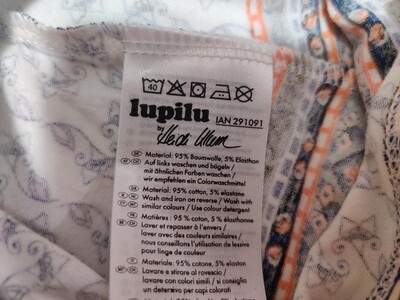 40
lupilu IAN 291091
by Heidi Klum
Material: 95% Baumwolle, 5% Elasthan
Auf links waschen und bügeln /
mit ähnlichen Farben waschen /
wir empfehlen ein Colorwaschmittel
Material: 95% cotton, 5% elastane
Wash and iron on reverse / Wash with
similar colours / Use colour detergent
Matières : 95% coton, 5% élasthanne
Laver et repasser à l'envers /
laver avec des couleurs similaires /
nous conseillons l'utilisation de lessive
pour linge de couleur
Materiale: 95% cotone, 5% elastan
Lavare e stirare al rovescio /
lavare con colori simili / si consiglia
un detersivo per capi colorati